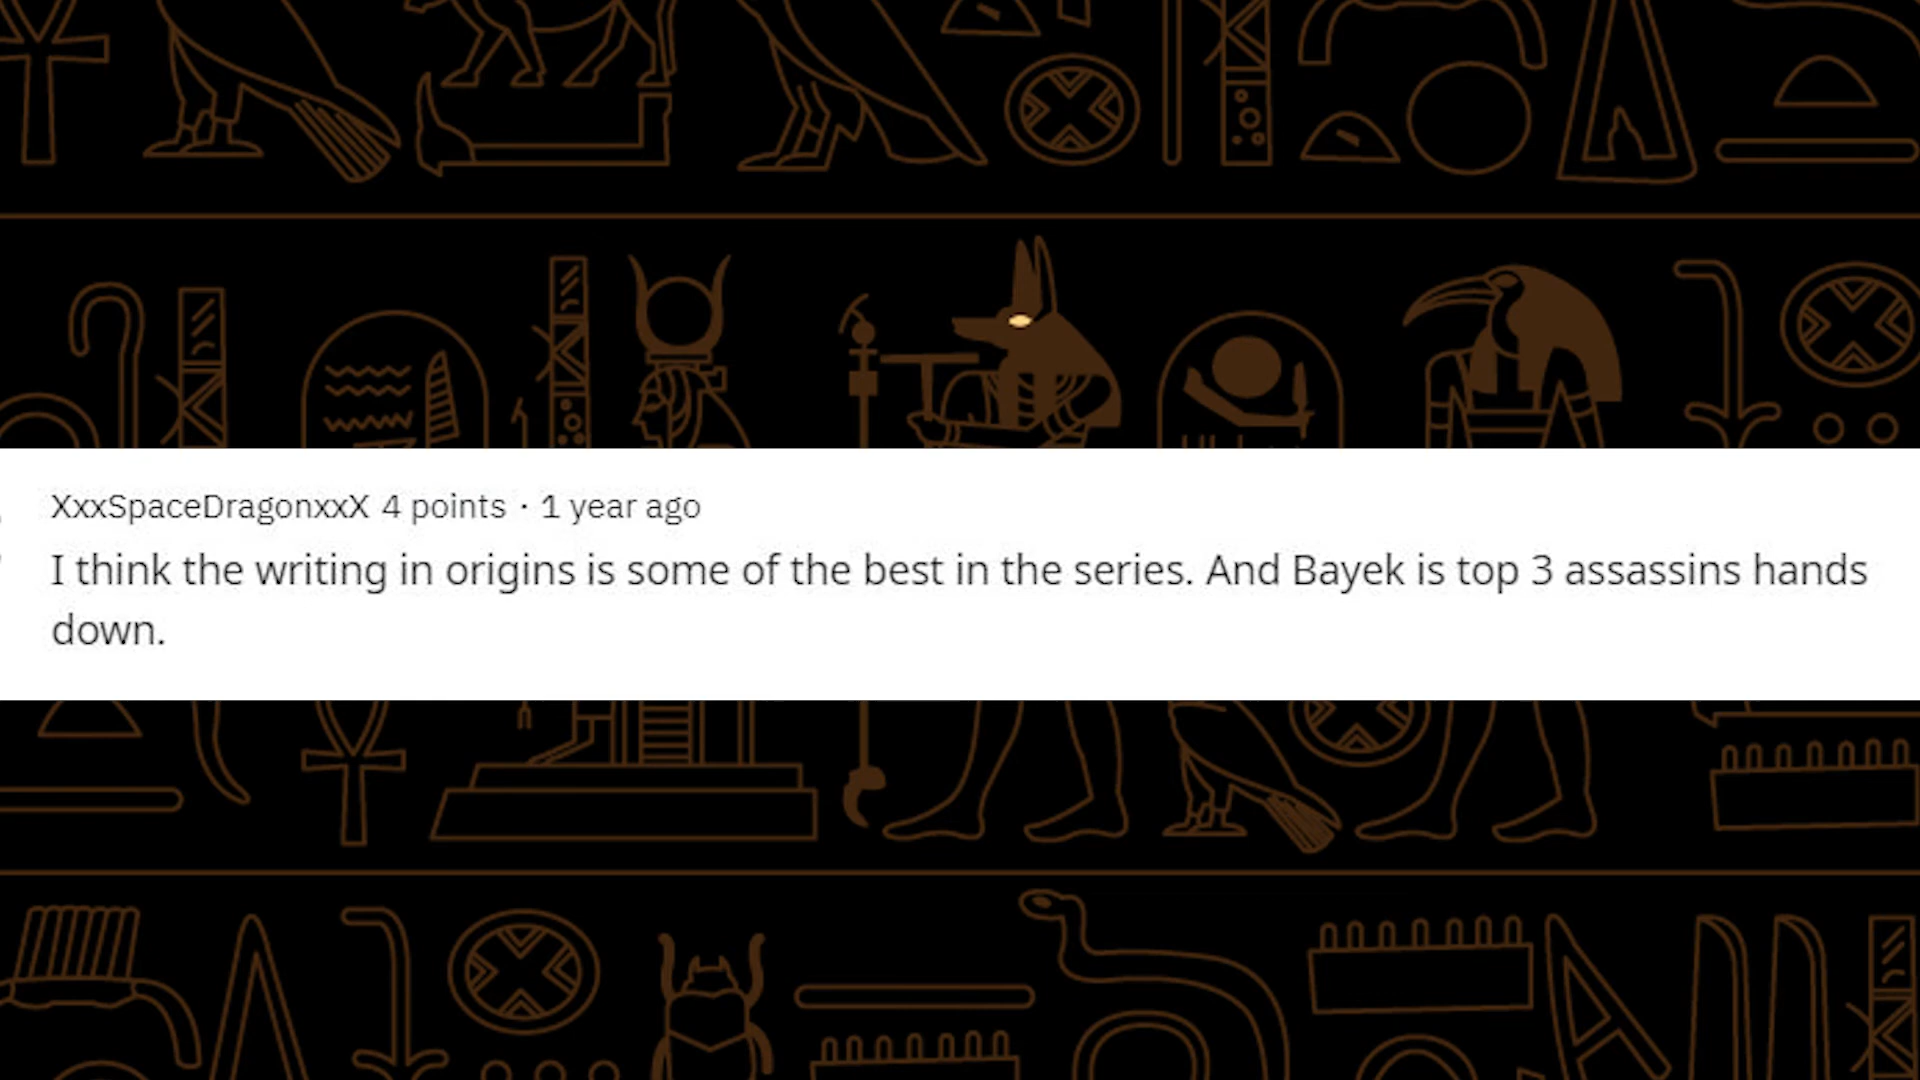 XxxSpaceDragonxxX 4 points · 1 year ago
I think the writing in origins is some of the best in the series. And Bayek is top 3 assassins hands
down.